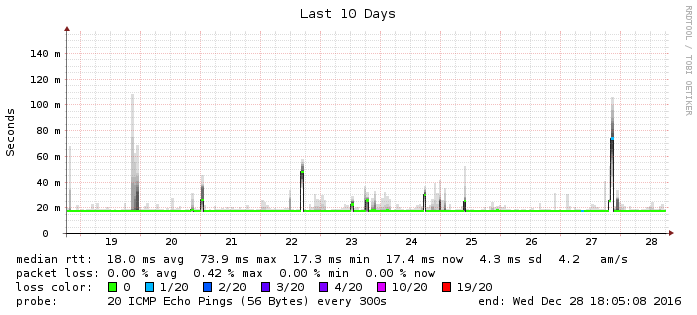 Last 10 Days
RRDTOOL / TOBI OETIKER
Seconds
140 m
120 m
100 m
80 m
60 m
40 m
20 m
0
19 20 21 22 23 24 25 26 27 28
median rtt: 18.0 ms avg 73.9 ms max 17.3 ms min 17.4 ms now 4.3 ms sd 4.2 am/s
packet loss: 0.00 % avg 0.42 % max 0.00 % min 0.00 % now
loss color: 0 1/20 2/20 3/20 4/20 10/20 19/20
probe: 20 ICMP Echo Pings (56 Bytes) every 300s end: Wed Dec 28 18:05:08 2016